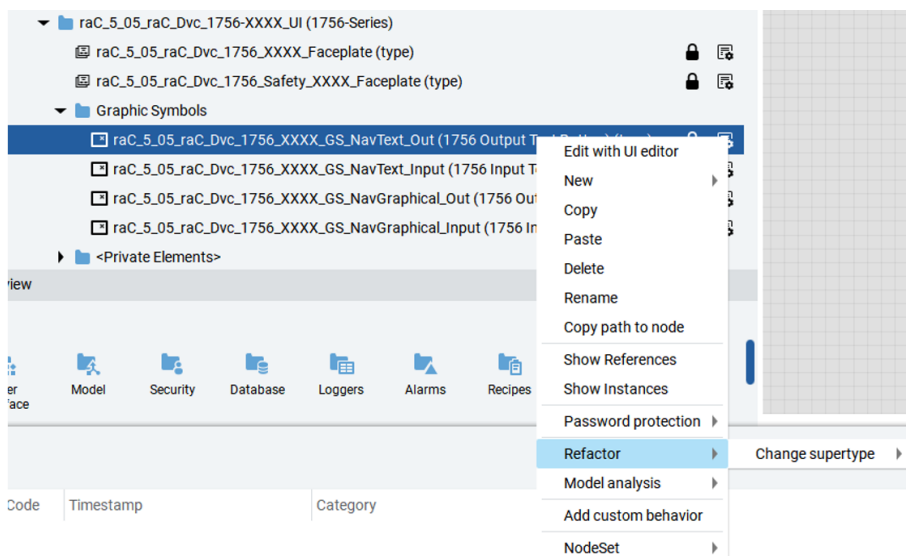 raC_5_05_raC_Dvc_1756-XXXX_UI (1756-Series)
raC_5_05_raC_Dvc_1756_XXXX_Faceplate (type)
raC_5_05_raC_Dvc_1756_Safety_XXXX_Faceplate (type)
Graphic Symbols
raC_5_05_raC_Dvc_1756_XXXX_GS_NavText_Out (1756 Output
raC_5_05_raC_Dvc_1756_XXXX_GS_NavText_Input (1756 Input
raC_5_05_raC_Dvc_1756_XXXX_GS_NavGraphical_Out (1756
raC_5_05_raC_Dvc_1756_XXXX_GS_NavGraphical_Input (1756
<Private Elements>
Edit with UI editor
New
Copy
Paste
Delete
Rename
Copy path to node
Show References
Show Instances
Password protection
Refactor
Change supertype
Model analysis
Add custom behavior
NodeSet
view
er
face
Model
Security
Database
Loggers
Alarms
Recipes
Code
Timestamp
Category